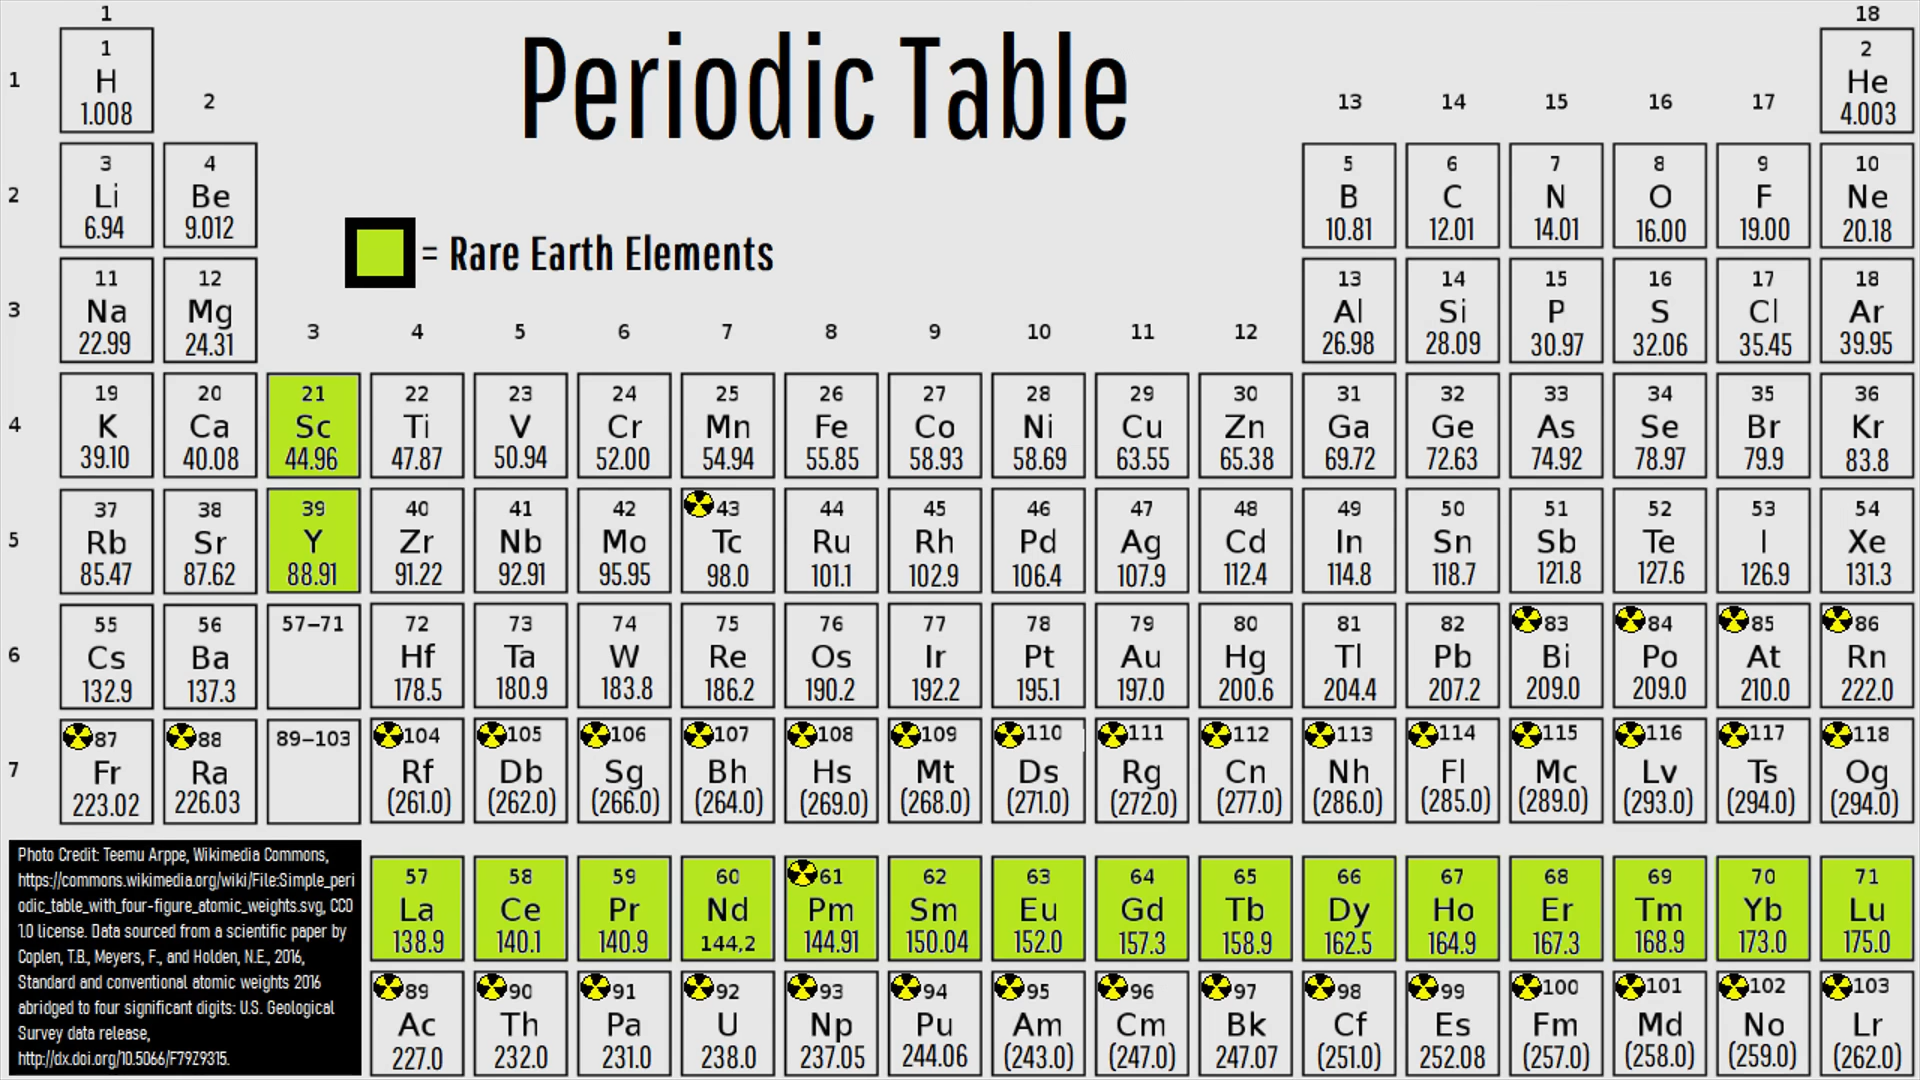 1 18
1 2
1 H He
2 13 14 15 16 17
1.008 4.003
3 4 5 6 7 8 9 10
2 Li Be B C N O F Ne
6.94 9.012 10.81 12.01 14.01 16.00 19.00 20.18
Periodic Table
= Rare Earth Elements
11 12 13 14 15 16 17 18
3 Na Mg Al Si P S Cl Ar
22.99 24.31 26.98 28.09 30.97 32.06 35.45 39.95
3 4 5 6 7 8 9 10 11 12
19 20 21 22 23 24 25 26 27 28 29 30 31 32 33 34 35 36
4 K Ca Sc Ti V Cr Mn Fe Co Ni Cu Zn Ga Ge As Se Br Kr
39.10 40.08 44.96 47.87 50.94 52.00 54.94 55.85 58.93 58.69 63.55 65.38 69.72 72.63 74.92 78.97 79.9 83.8
37 38 39 40 41 42 43 44 45 46 47 48 49 50 51 52 53 54
5 Rb Sr Y Zr Nb Mo Tc Ru Rh Pd Ag Cd In Sn Sb Te I Xe
85.47 87.62 88.91 91.22 92.91 95.95 98.0 101.1 102.9 106.4 107.9 112.4 114.8 118.7 121.8 127.6 126.9 131.3
55 56 57–71 72 73 74 75 76 77 78 79 80 81 82 83 84 85 86
6 Cs Ba Hf Ta W Re Os Ir Pt Au Hg Tl Pb Bi Po At Rn
132.9 137.3 178.5 180.9 183.8 186.2 190.2 192.2 195.1 197.0 200.6 204.4 207.2 209.0 209.0 210.0 222.0
87 88 89–103 104 105 106 107 108 109 110 111 112 113 114 115 116 117 118
7 Fr Ra Rf Db Sg Bh Hs Mt Ds Rg Cn Nh Fl Mc Lv Ts Og
223.02 226.03 (261.0) (262.0) (266.0) (264.0) (269.0) (268.0) (271.0) (272.0) (277.0) (286.0) (285.0) (289.0) (293.0) (294.0) (294.0)
57 58 59 60 61 62 63 64 65 66 67 68 69 70 71
La Ce Pr Nd Pm Sm Eu Gd Tb Dy Ho Er Tm Yb Lu
138.9 140.1 140.9 144.2 144.91 150.04 152.0 157.3 158.9 162.5 164.9 167.3 168.9 173.0 175.0
89 90 91 92 93 94 95 96 97 98 99 100 101 102 103
Ac Th Pa U Np Pu Am Cm Bk Cf Es Fm Md No Lr
227.0 232.0 231.0 238.0 237.05 244.06 (243.0) (247.0) 247.07 (251.0) 252.08 (257.0) (258.0) (259.0) (262.0)
Photo Credit: Teemu Arppe, Wikimedia Commons,
https://commons.wikimedia.org/wiki/File:Simple_peri
odic_table_with_four-figure_atomic_weights.svg, CC0
1.0 license. Data sourced from a scientific paper by
Coplen, T.B., Meyers, F., and Holden, N.E., 2016,
Standard and conventional atomic weights 2016
abridged to four significant digits: U.S. Geological
Survey data release,
http://dx.doi.org/10.5066/F79Z9315.